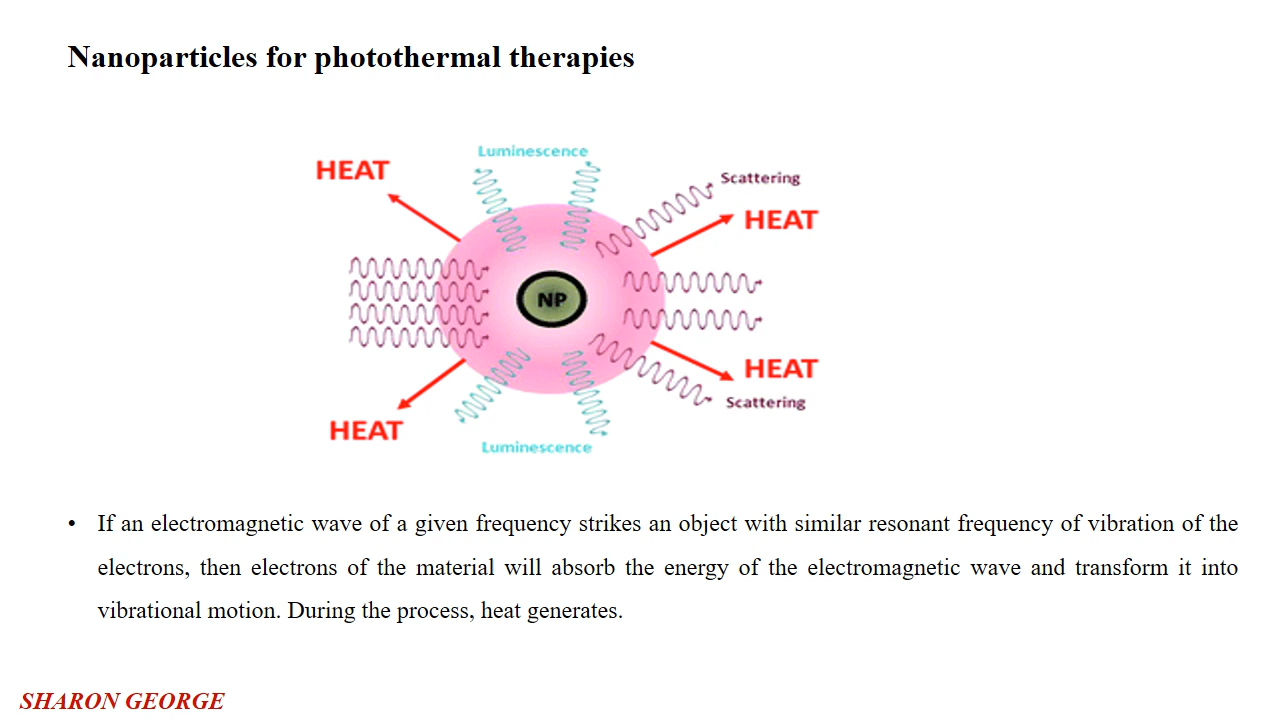 Nanoparticles for photothermal therapies
Luminescence
HEAT
Scattering
HEAT
NP
HEAT
Scattering
HEAT
Luminescence
• If an electromagnetic wave of a given frequency strikes an object with similar resonant frequency of vibration of the
electrons, then electrons of the material will absorb the energy of the electromagnetic wave and transform it into
vibrational motion. During the process, heat generates.
SHARON GEORGE